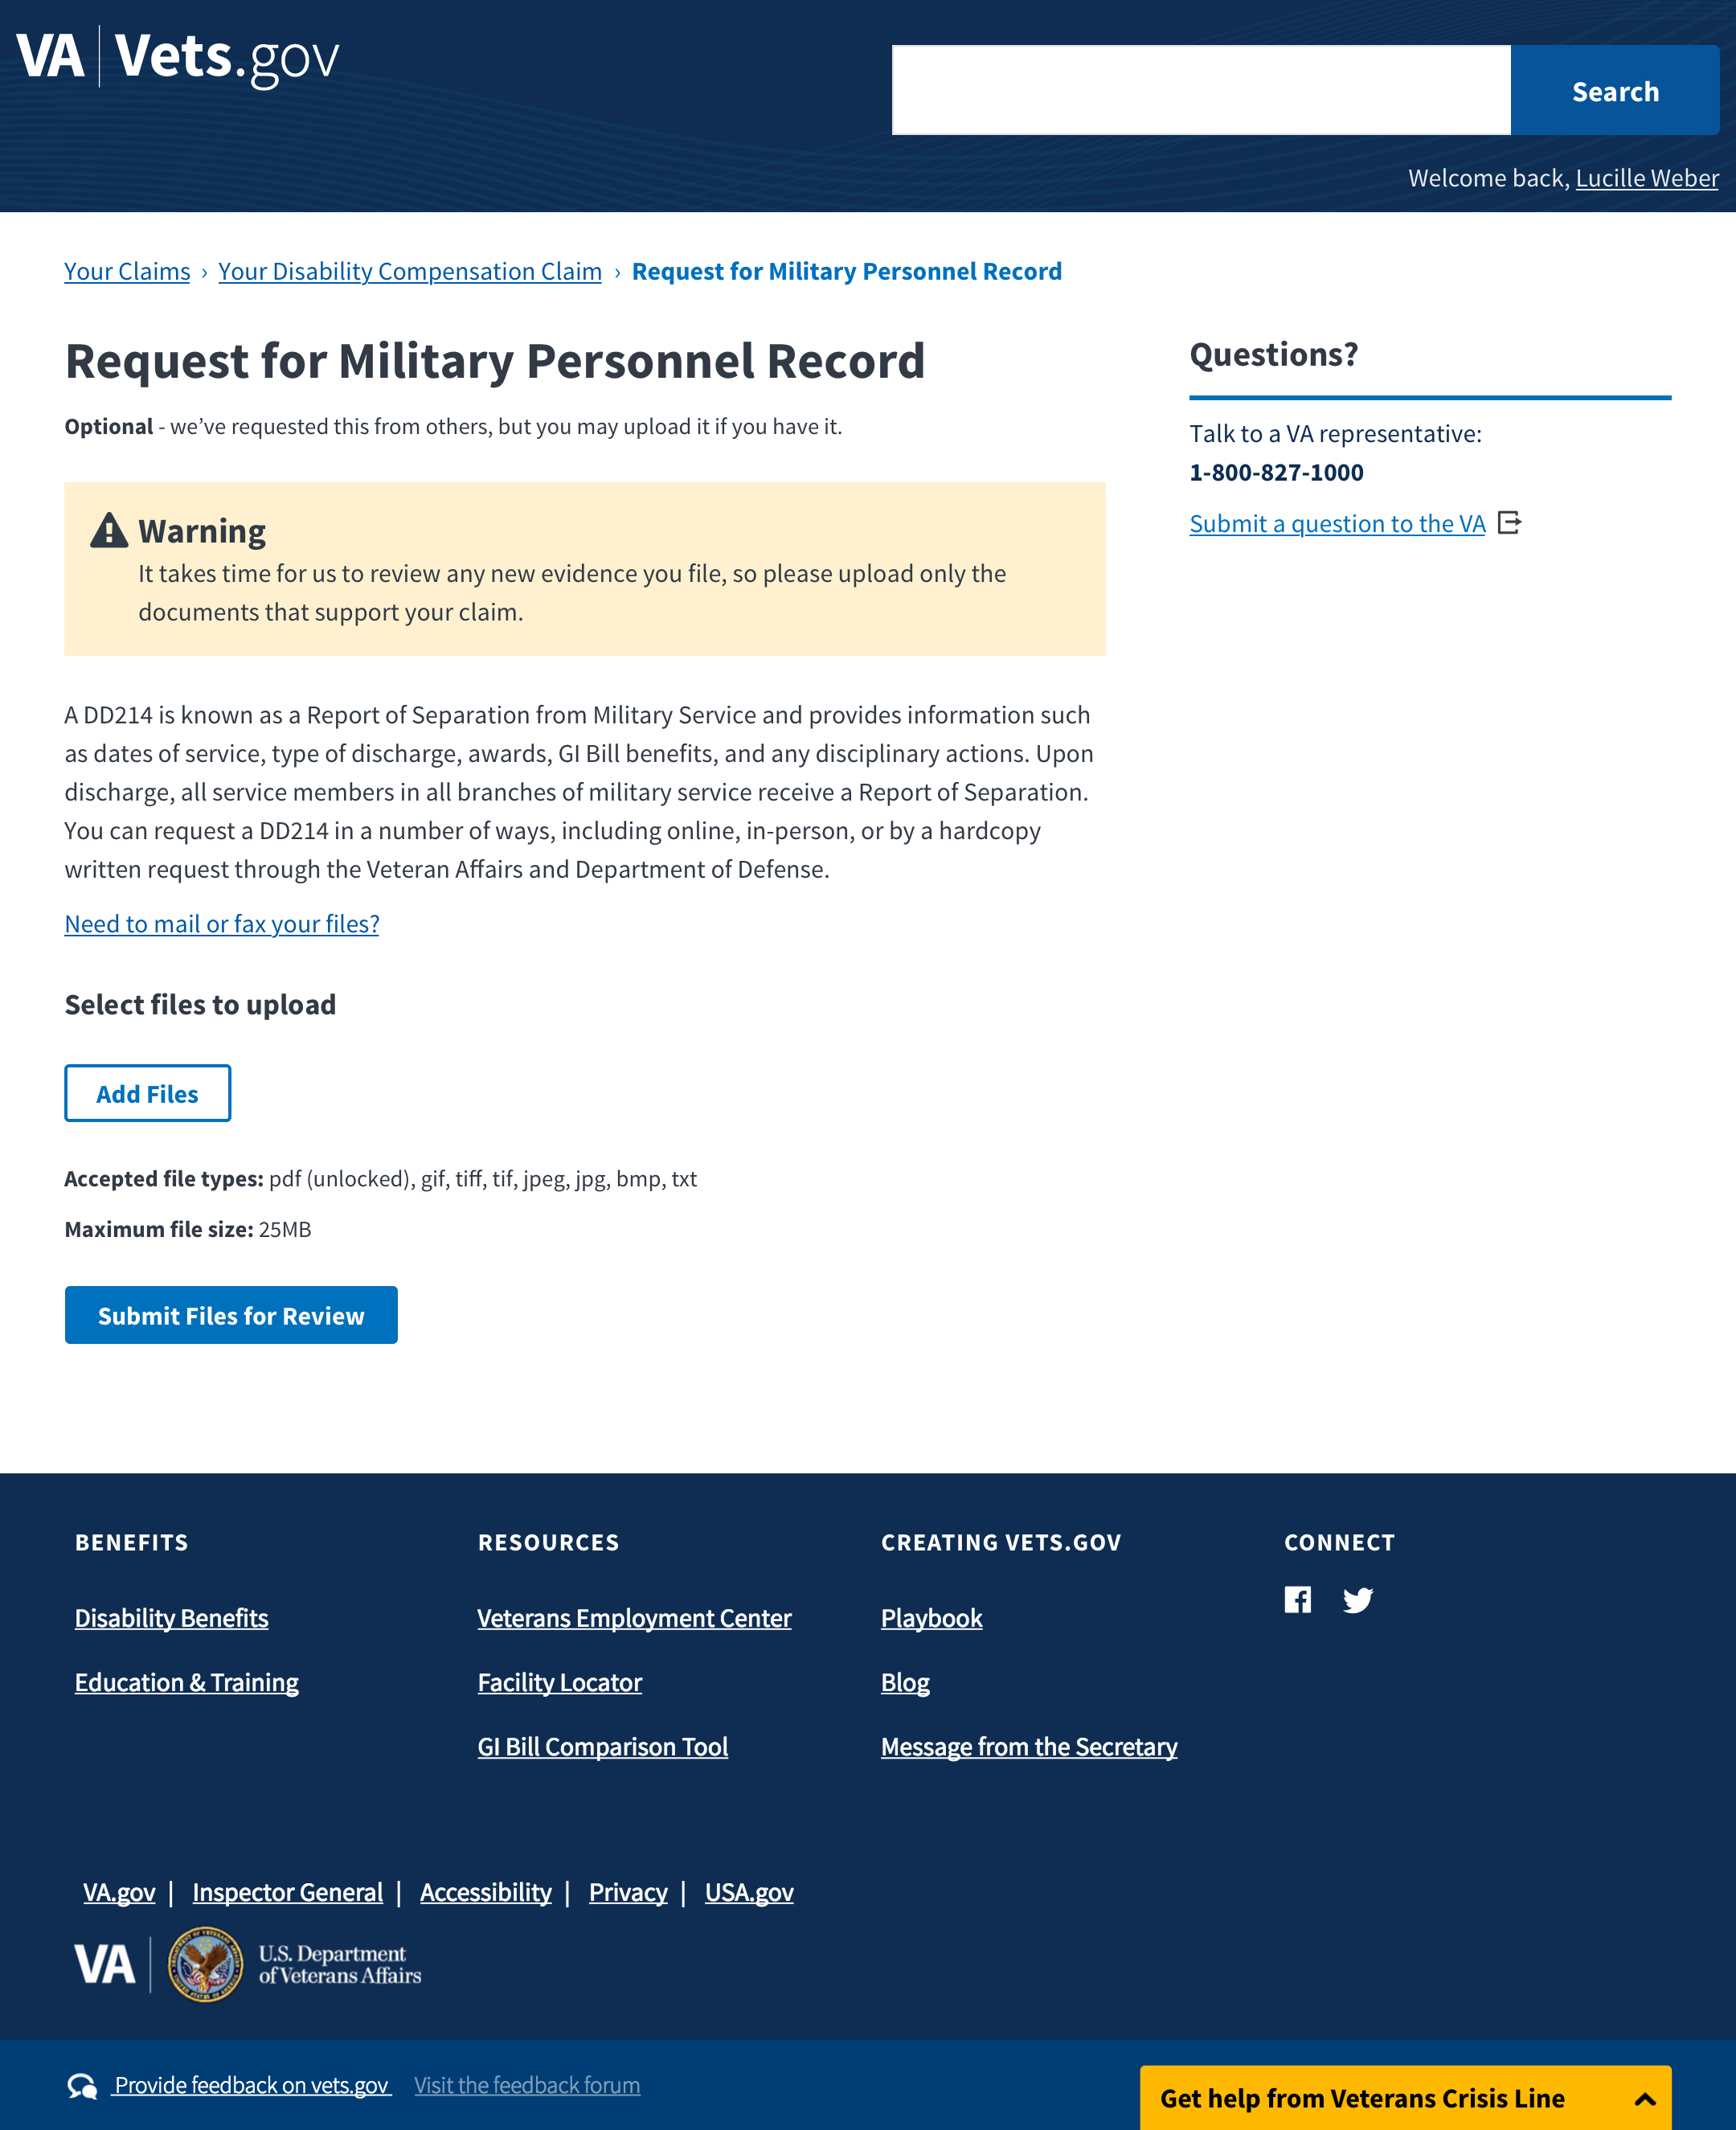 VA | Vets.gov
Search
Welcome back, Lucille Weber
Your Claims › Your Disability Compensation Claim › Request for Military Personnel Record
Request for Military Personnel Record
Optional - we’ve requested this from others, but you may upload it if you have it.
Warning
It takes time for us to review any new evidence you file, so please upload only the
documents that support your claim.
A DD214 is known as a Report of Separation from Military Service and provides information such
as dates of service, type of discharge, awards, GI Bill benefits, and any disciplinary actions. Upon
discharge, all service members in all branches of military service receive a Report of Separation.
You can request a DD214 in a number of ways, including online, in-person, or by a hardcopy
written request through the Veteran Affairs and Department of Defense.
Need to mail or fax your files?
Select files to upload
Add Files
Accepted file types: pdf (unlocked), gif, tiff, tif, jpeg, jpg, bmp, txt
Maximum file size: 25MB
Submit Files for Review
Questions?
Talk to a VA representative:
1-800-827-1000
Submit a question to the VA
BENEFITS
Disability Benefits
Education & Training
RESOURCES
Veterans Employment Center
Facility Locator
GI Bill Comparison Tool
CREATING VETS.GOV
Playbook
Blog
Message from the Secretary
CONNECT
VA.gov | Inspector General | Accessibility | Privacy | USA.gov
VA
U.S. Department
of Veterans Affairs
Provide feedback on vets.gov Visit the feedback forum
Get help from Veterans Crisis Line